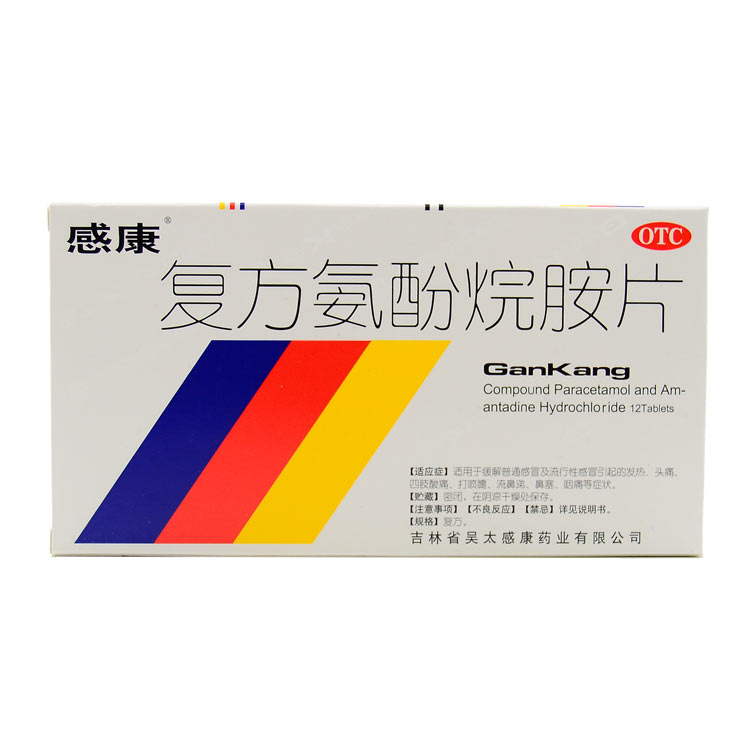 感康®
OTC
复方氨酚烷胺片
GanKang
Compound Paracetamol and Am-
antadine Hydrochloride 12Tablets
【适应症】适用于缓解普通感冒及流行性感冒引起的发热、头痛、
四肢酸痛、打喷嚏、流鼻涕、鼻塞、咽痛等症状。
【贮藏】密闭，在阴凉干燥处保存。
【注意事项】【不良反应】【禁忌】详见说明书。
【规格】复方。
吉林省吴太感康药业有限公司